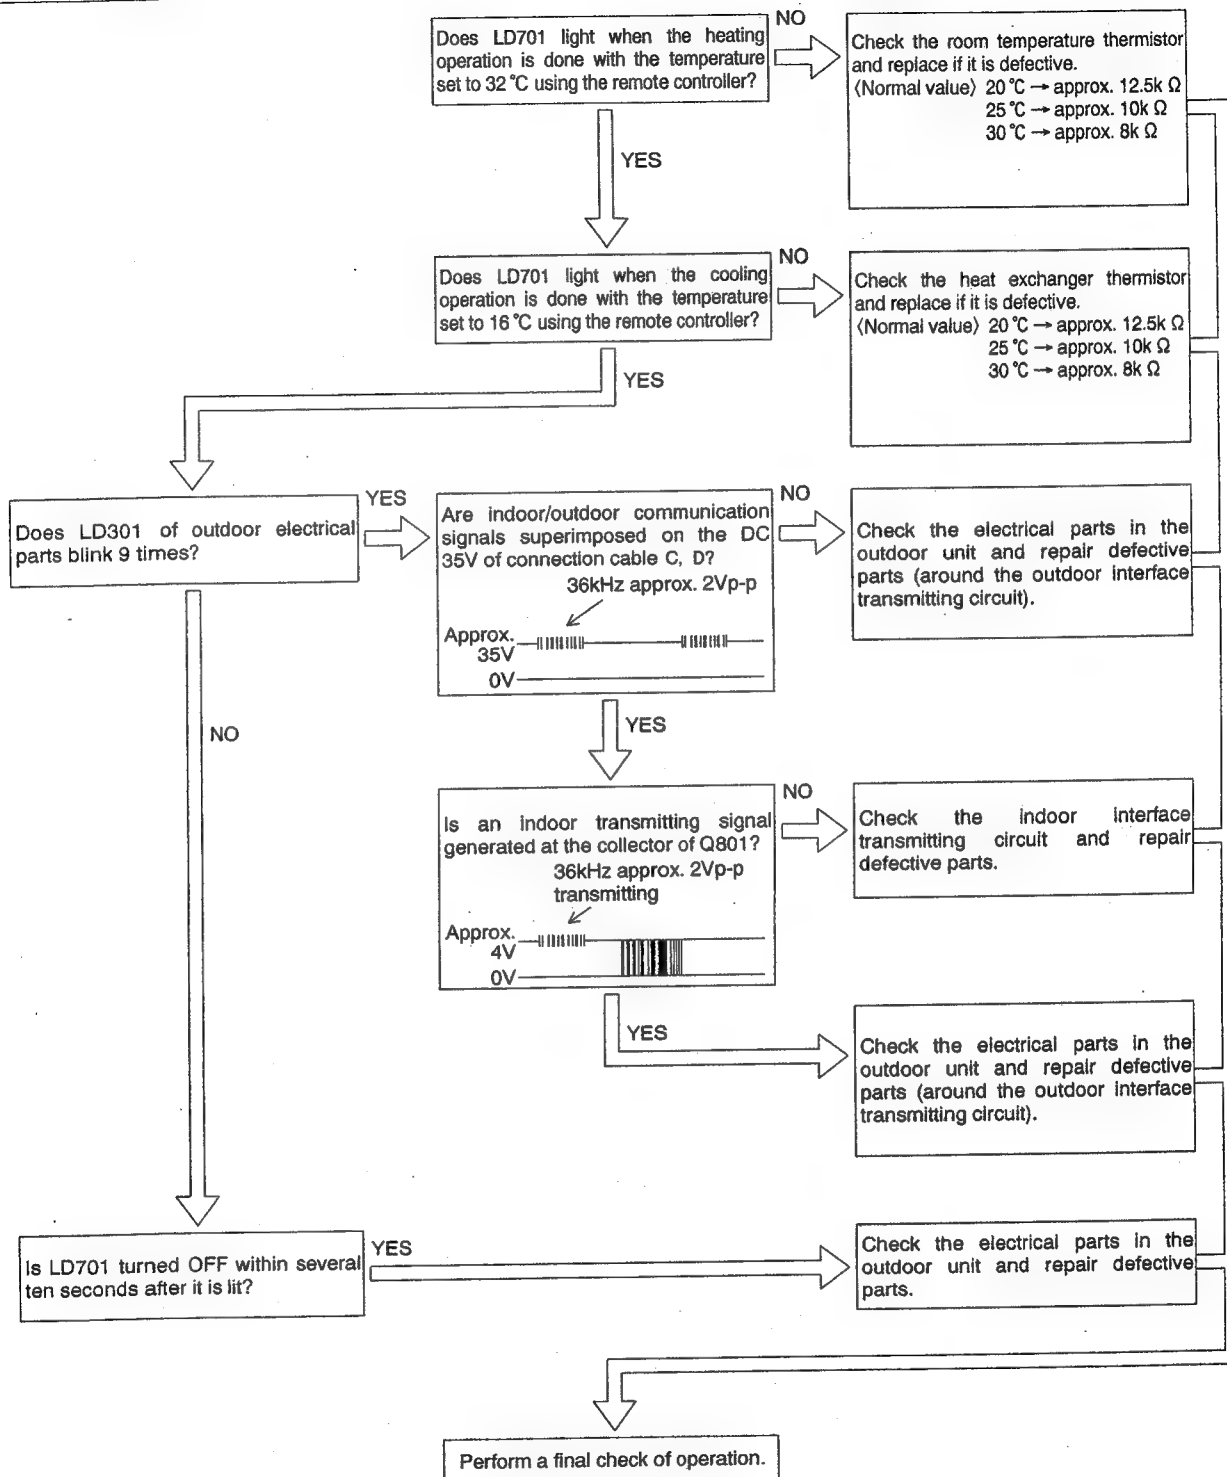 Does LD701 light when the heating
operation is done with the temperature
set to 32 °C using the remote controller?
NO
Check the room temperature thermistor
and replace if it is defective.
〈Normal value〉 20 °C → approx. 12.5k Ω
25 °C → approx. 10k Ω
30 °C → approx. 8k Ω
YES
Does LD701 light when the cooling
operation is done with the temperature
set to 16 °C using the remote controller?
NO
Check the heat exchanger thermistor
and replace if it is defective.
〈Normal value〉 20 °C → approx. 12.5k Ω
25 °C → approx. 10k Ω
30 °C → approx. 8k Ω
YES
Does LD301 of outdoor electrical
parts blink 9 times?
YES
Are indoor/outdoor communication
signals superimposed on the DC
35V of connection cable C, D?
36kHz approx. 2Vp-p
Approx.
35V
0V
NO
Check the electrical parts in the
outdoor unit and repair defective
parts (around the outdoor interface
transmitting circuit).
NO
YES
Is an indoor transmitting signal
generated at the collector of Q801?
36kHz approx. 2Vp-p
transmitting
Approx.
4V
0V
NO
Check the indoor interface
transmitting circuit and repair
defective parts.
YES
Check the electrical parts in the
outdoor unit and repair defective
parts (around the outdoor interface
transmitting circuit).
Is LD701 turned OFF within several
ten seconds after it is lit?
YES
Check the electrical parts in the
outdoor unit and repair defective
parts.
Perform a final check of operation.